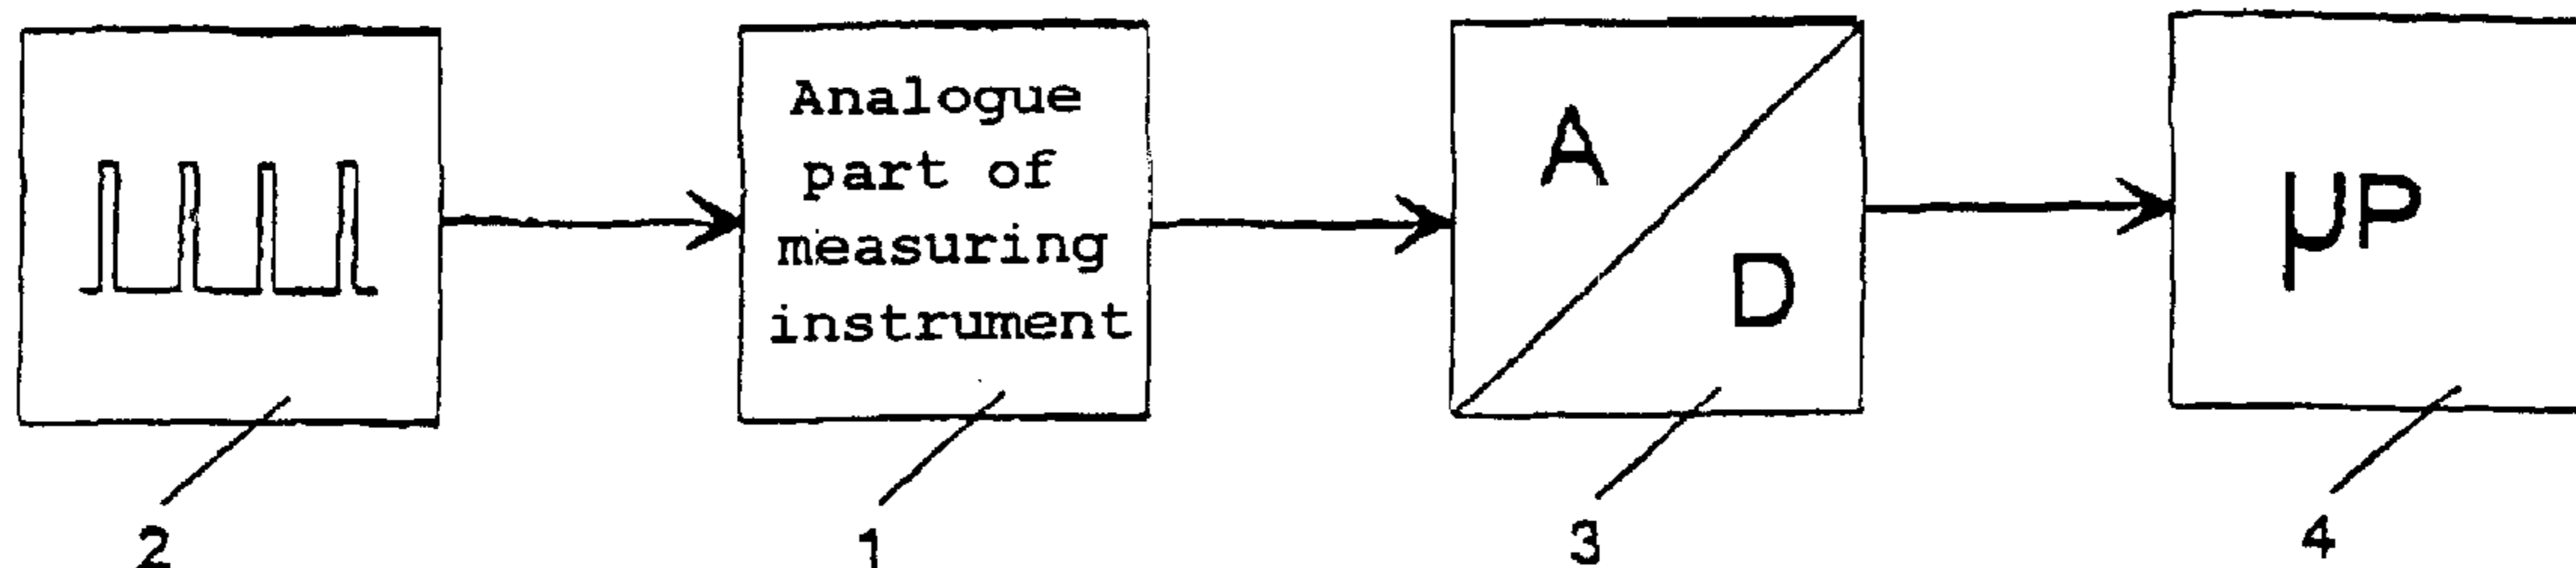 Analogue
part of
measuring
instrument
A
D
µP
2
1
3
4